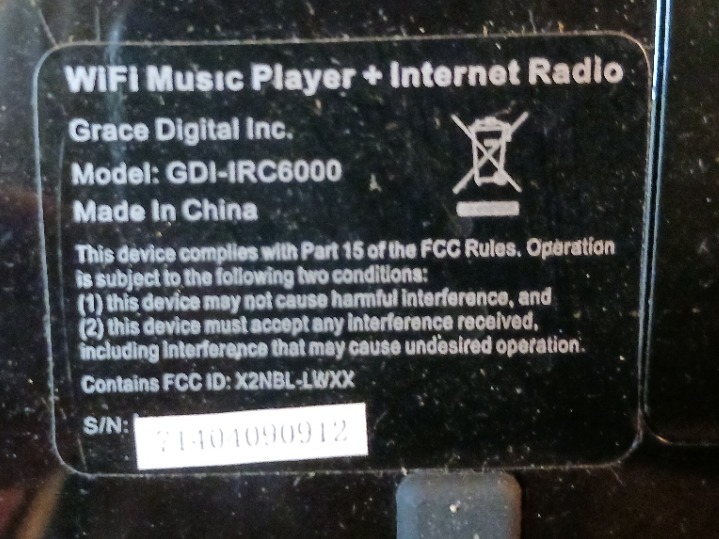 WiFi Music Player + Internet Radio
Grace Digital Inc.
Model: GDI-IRC6000
Made In China
This device complies with Part 15 of the FCC Rules. Operation
is subject to the following two conditions:
(1) this device may not cause harmful interference, and
(2) this device must accept any interference received,
including interference that may cause undesired operation.
Contains FCC ID: X2NBL-LWXX
S/N: 71404090912